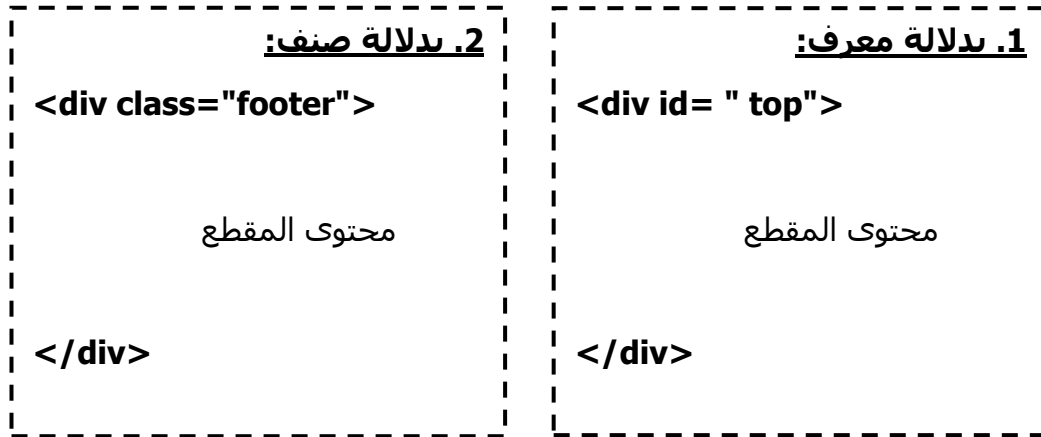 1. بدلالة معرف:
<div id= " top">
محتوى المقطع
</div>
2. بدلالة صنف:
<div class="footer">
محتوى المقطع
</div>